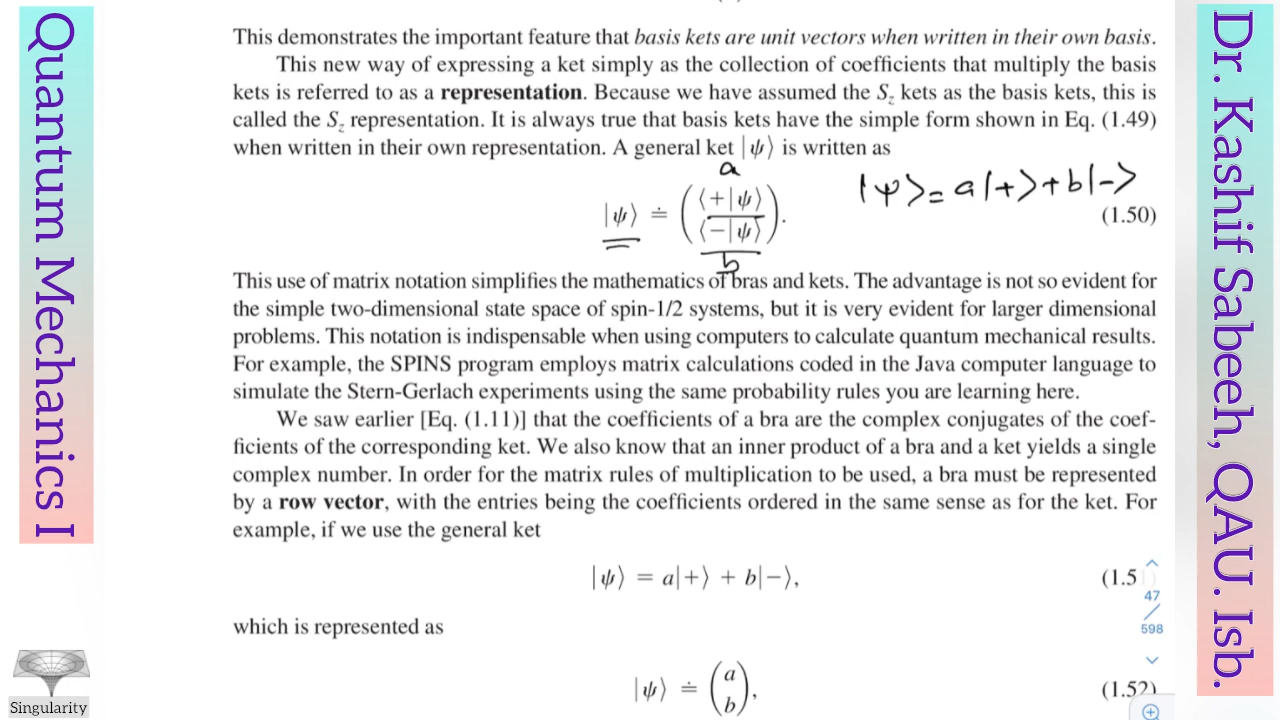 Quantum Mechanics I
Singularity
This demonstrates the important feature that basis kets are unit vectors when written in their own basis.
This new way of expressing a ket simply as the collection of coefficients that multiply the basis
kets is referred to as a representation. Because we have assumed the S_z kets as the basis kets, this is
called the S_z representation. It is always true that basis kets have the simple form shown in Eq. (1.49)
when written in their own representation. A general ket |ψ⟩ is written as
a
|ψ⟩ = a|+⟩ + b|−⟩
|ψ⟩ ≐ (⟨+|ψ⟩
⟨−|ψ⟩). (1.50)
b
This use of matrix notation simplifies the mathematics of bras and kets. The advantage is not so evident for
the simple two-dimensional state space of spin-1/2 systems, but it is very evident for larger dimensional
problems. This notation is indispensable when using computers to calculate quantum mechanical results.
For example, the SPINS program employs matrix calculations coded in the Java computer language to
simulate the Stern-Gerlach experiments using the same probability rules you are learning here.
We saw earlier [Eq. (1.11)] that the coefficients of a bra are the complex conjugates of the coef-
ficients of the corresponding ket. We also know that an inner product of a bra and a ket yields a single
complex number. In order for the matrix rules of multiplication to be used, a bra must be represented
by a row vector, with the entries being the coefficients ordered in the same sense as for the ket. For
example, if we use the general ket
|ψ⟩ = a|+⟩ + b|−⟩, (1.5
47
/
598
which is represented as
|ψ⟩ ≐ (a
b), (1.52)
Dr. Kashif Sabeeh, QAU. Isb.